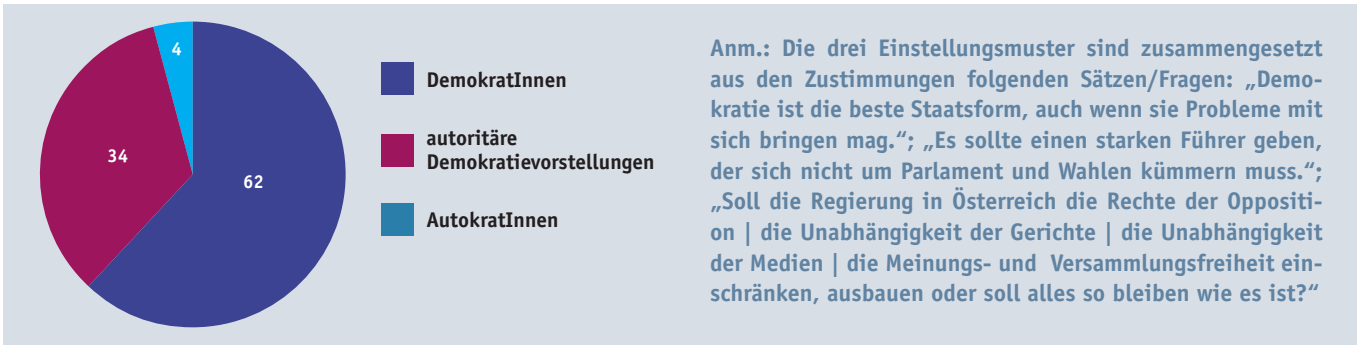 4
34
62
DemokratInnen
autoritäre
Demokratievorstellungen
AutokratInnen
Anm.: Die drei Einstellungsmuster sind zusammengesetzt
aus den Zustimmungen folgenden Sätzen/Fragen: „Demo-
kratie ist die beste Staatsform, auch wenn sie Probleme mit
sich bringen mag.“; „Es sollte einen starken Führer geben,
der sich nicht um Parlament und Wahlen kümmern muss.“;
„Soll die Regierung in Österreich die Rechte der Oppositi-
on | die Unabhängigkeit der Gerichte | die Unabhängigkeit
der Medien | die Meinungs- und Versammlungsfreiheit ein-
schränken, ausbauen oder soll alles so bleiben wie es ist?“